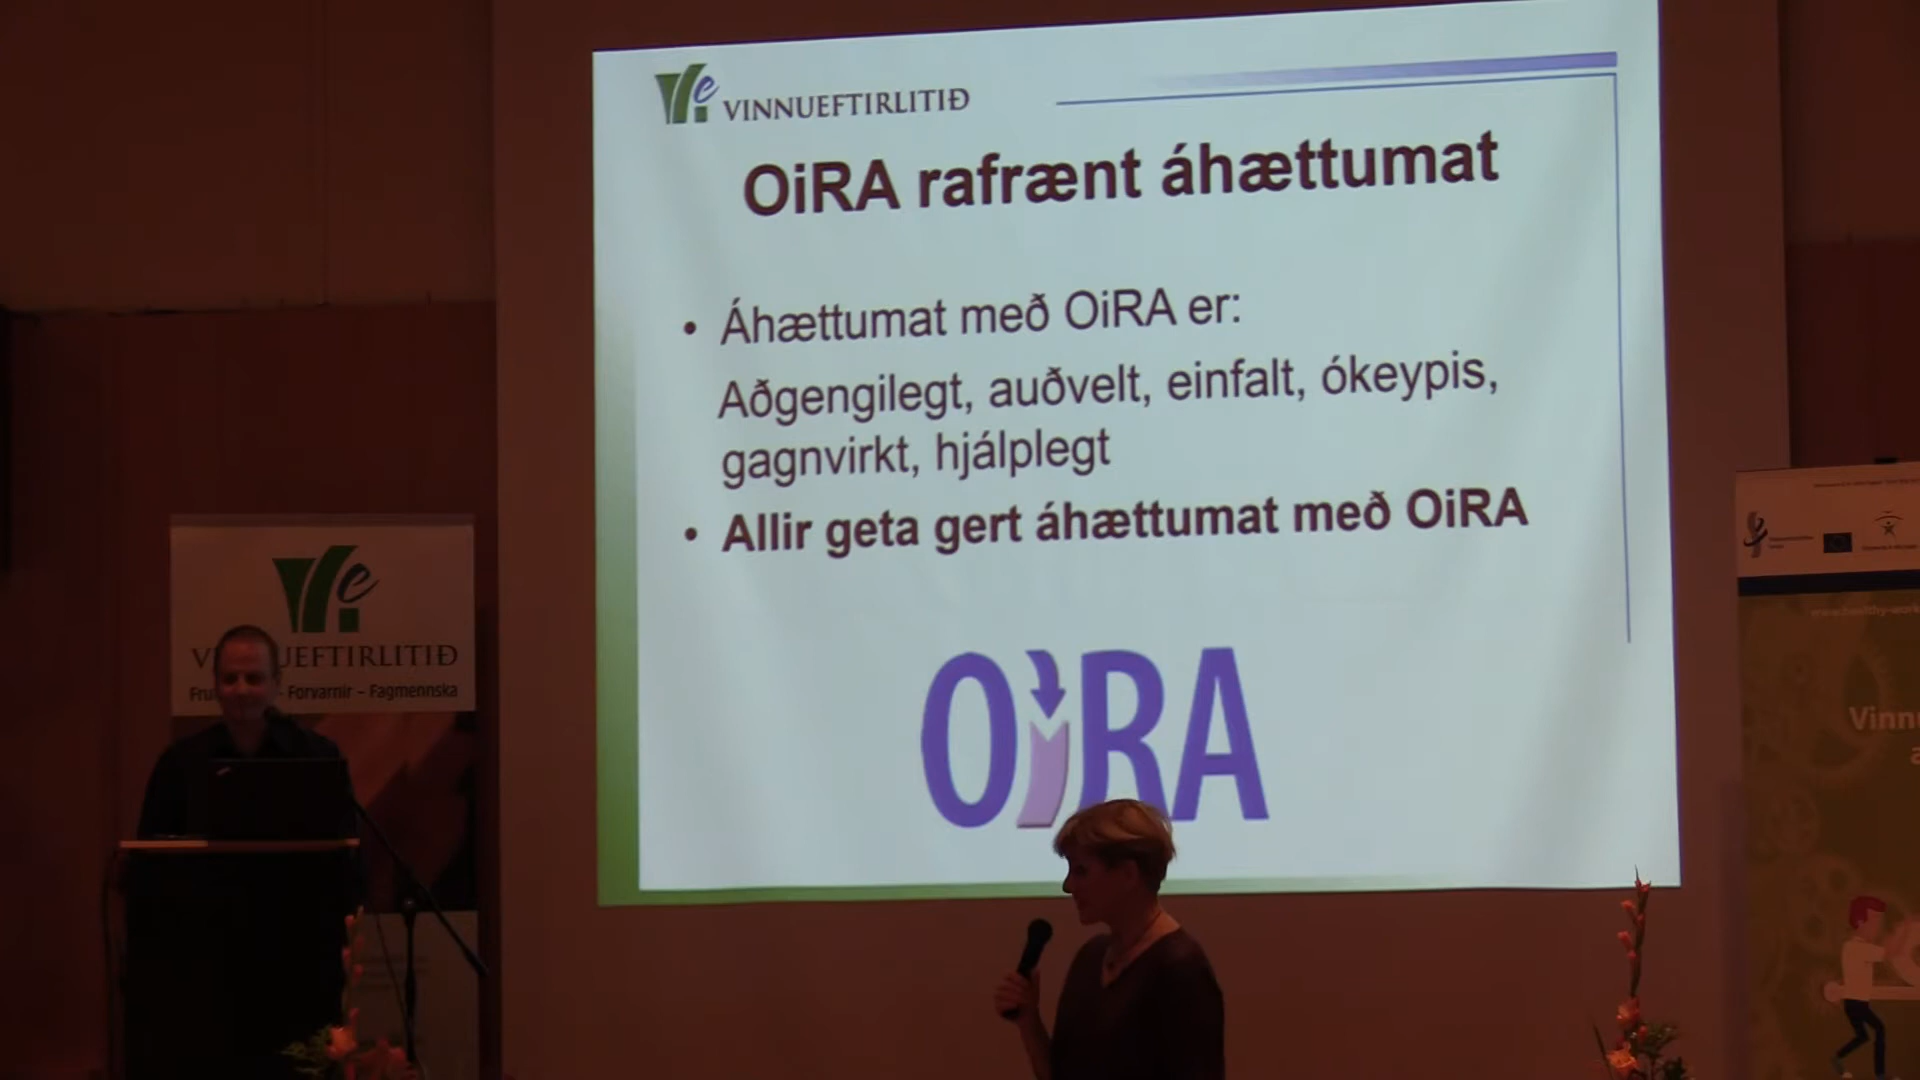 VINNUEFTIRLITIÐ
OiRA rafrænt áhættumat
• Áhættumat með OiRA er:
Aðgengilegt, auðvelt, einfalt, ókeypis,
gagnvirkt, hjálplegt
• Allir geta gert áhættumat með OiRA
OiRA
Forvarnir – Fagmennska